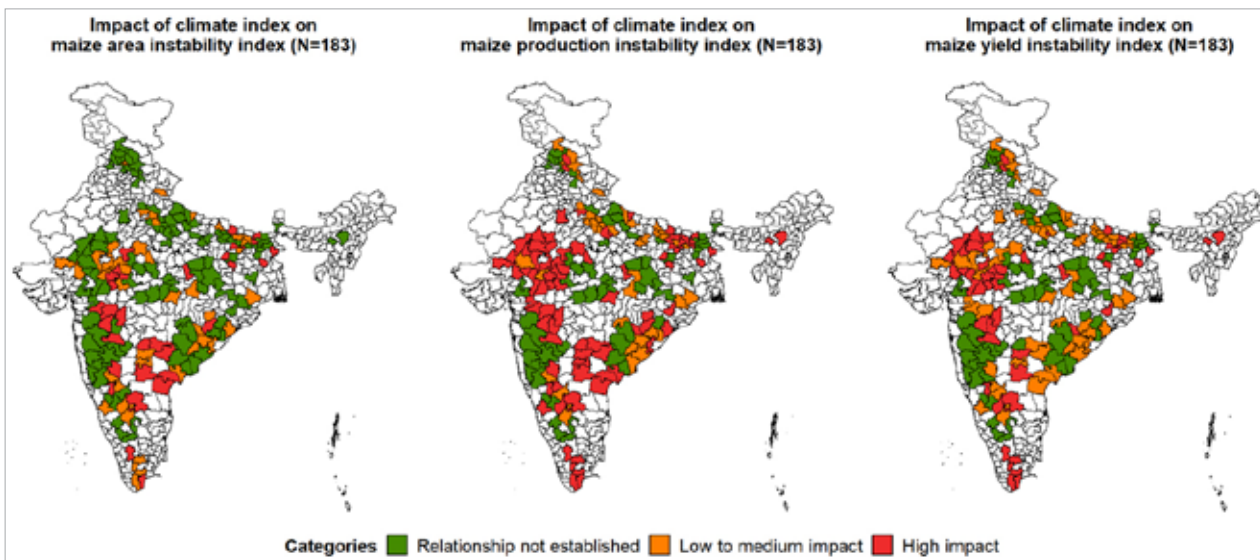 Impact of climate index on
maize area instability index (N=183)
Impact of climate index on
maize production instability index (N=183)
Impact of climate index on
maize yield instability index (N=183)
Categories Relationship not established Low to medium impact High impact